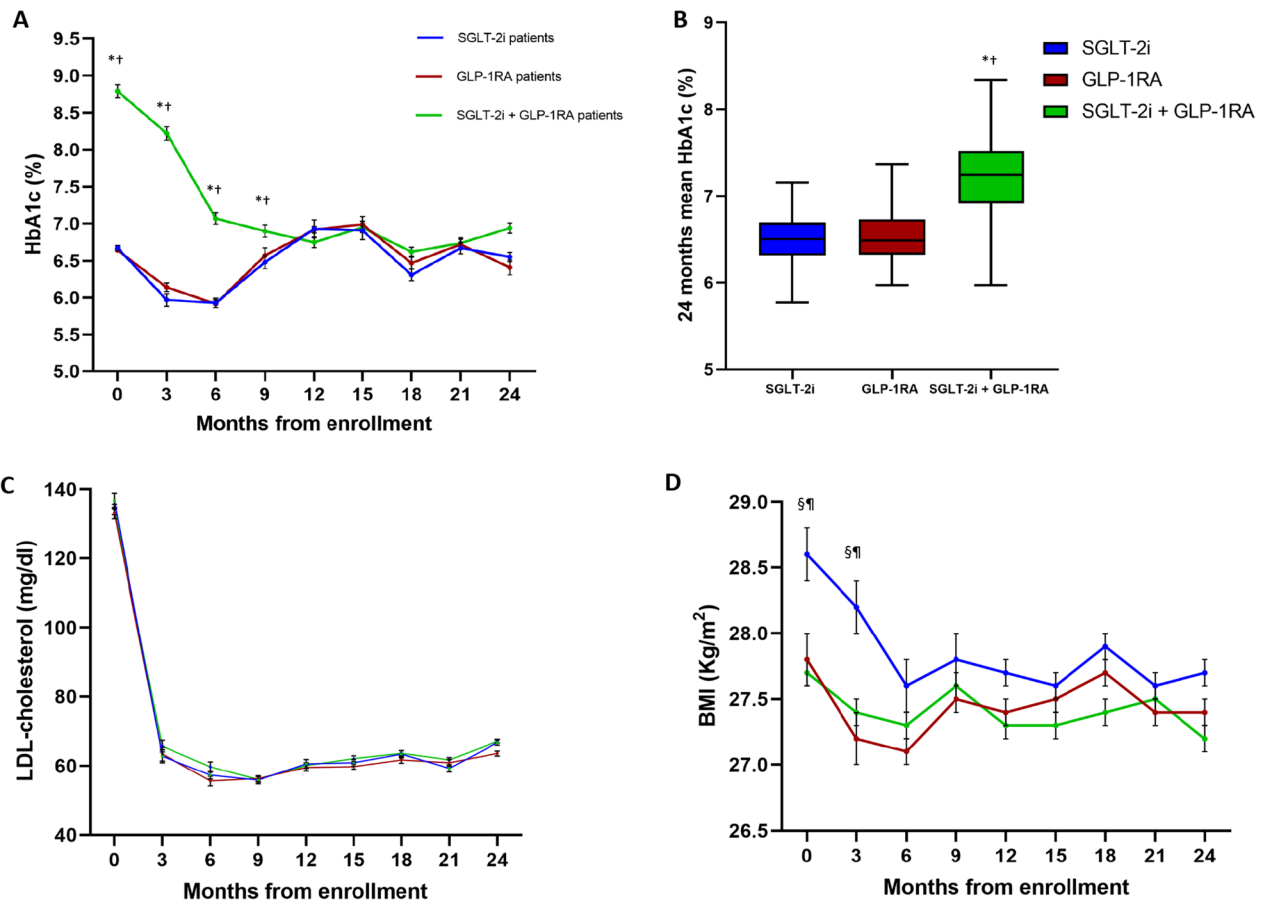 A
HbA1c (%)
9.5
9.0
8.5
8.0
7.5
7.0
6.5
6.0
5.5
5.0
*†
*†
*†
*†
SGLT-2i patients
GLP-1RA patients
SGLT-2i + GLP-1RA patients
0 3 6 9 12 15 18 21 24
Months from enrollment
B
24 months mean HbA1c (%)
9
8
7
6
5
*†
SGLT-2i
GLP-1RA
SGLT-2i + GLP-1RA
SGLT-2i GLP-1RA SGLT-2i + GLP-1RA
C
LDL-cholesterol (mg/dl)
140
120
100
80
60
40
0 3 6 9 12 15 18 21 24
Months from enrollment
D
BMI (Kg/m²)
29.0
28.5
28.0
27.5
27.0
26.5
§¶
§¶
0 3 6 9 12 15 18 21 24
Months from enrollment